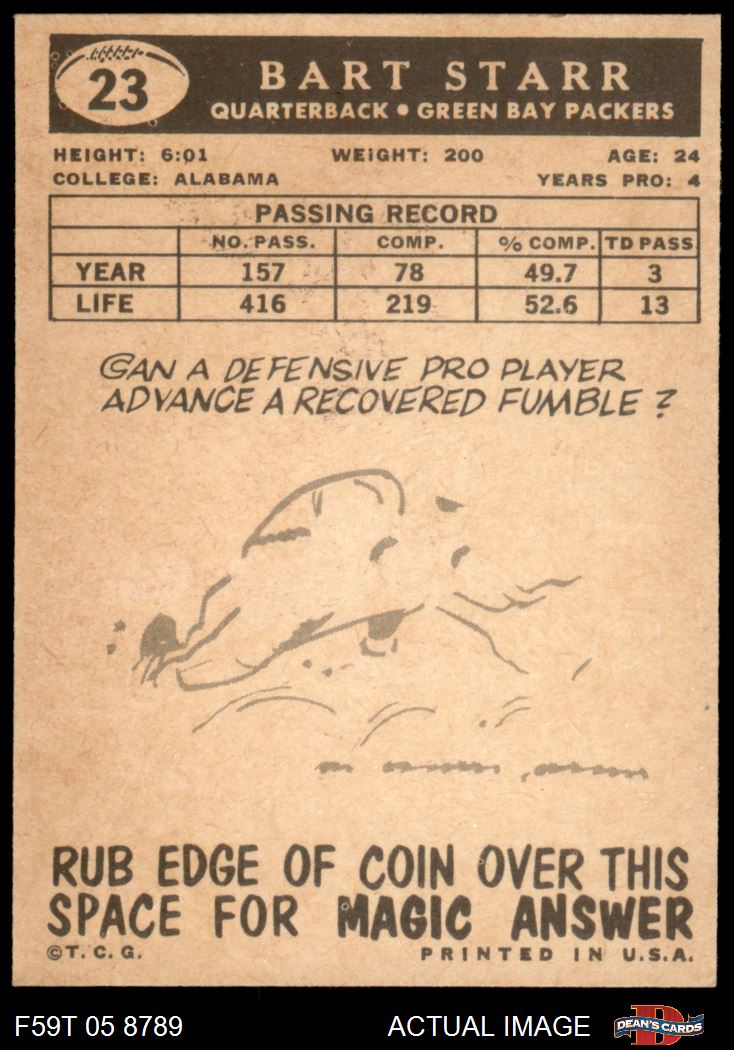 23
BART STARR
QUARTERBACK • GREEN BAY PACKERS
HEIGHT: 6:01 WEIGHT: 200 AGE: 24
COLLEGE: ALABAMA YEARS PRO: 4
PASSING RECORD
NO. PASS. COMP. % COMP. TD PASS
YEAR 157 78 49.7 3
LIFE 416 219 52.6 13
CAN A DEFENSIVE PRO PLAYER
ADVANCE A RECOVERED FUMBLE ?
RUB EDGE OF COIN OVER THIS
SPACE FOR MAGIC ANSWER
©T. C. G. PRINTED IN U.S.A.
F59T 05 8789 ACTUAL IMAGE D DEAN'S CARDS